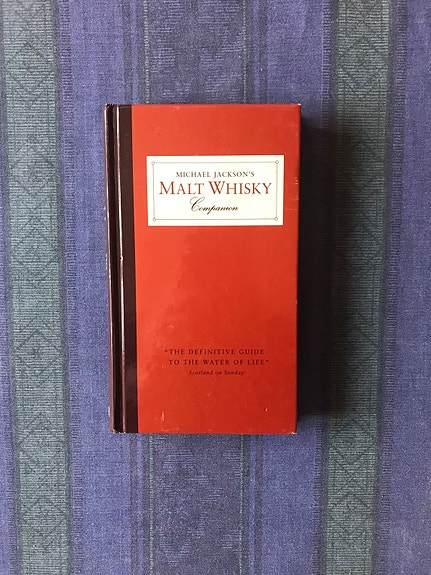 MICHAEL JACKSON'S
MALT WHISKY
Companion
"THE DEFINITIVE GUIDE
TO THE WATER OF LIFE"
Scotland on Sunday